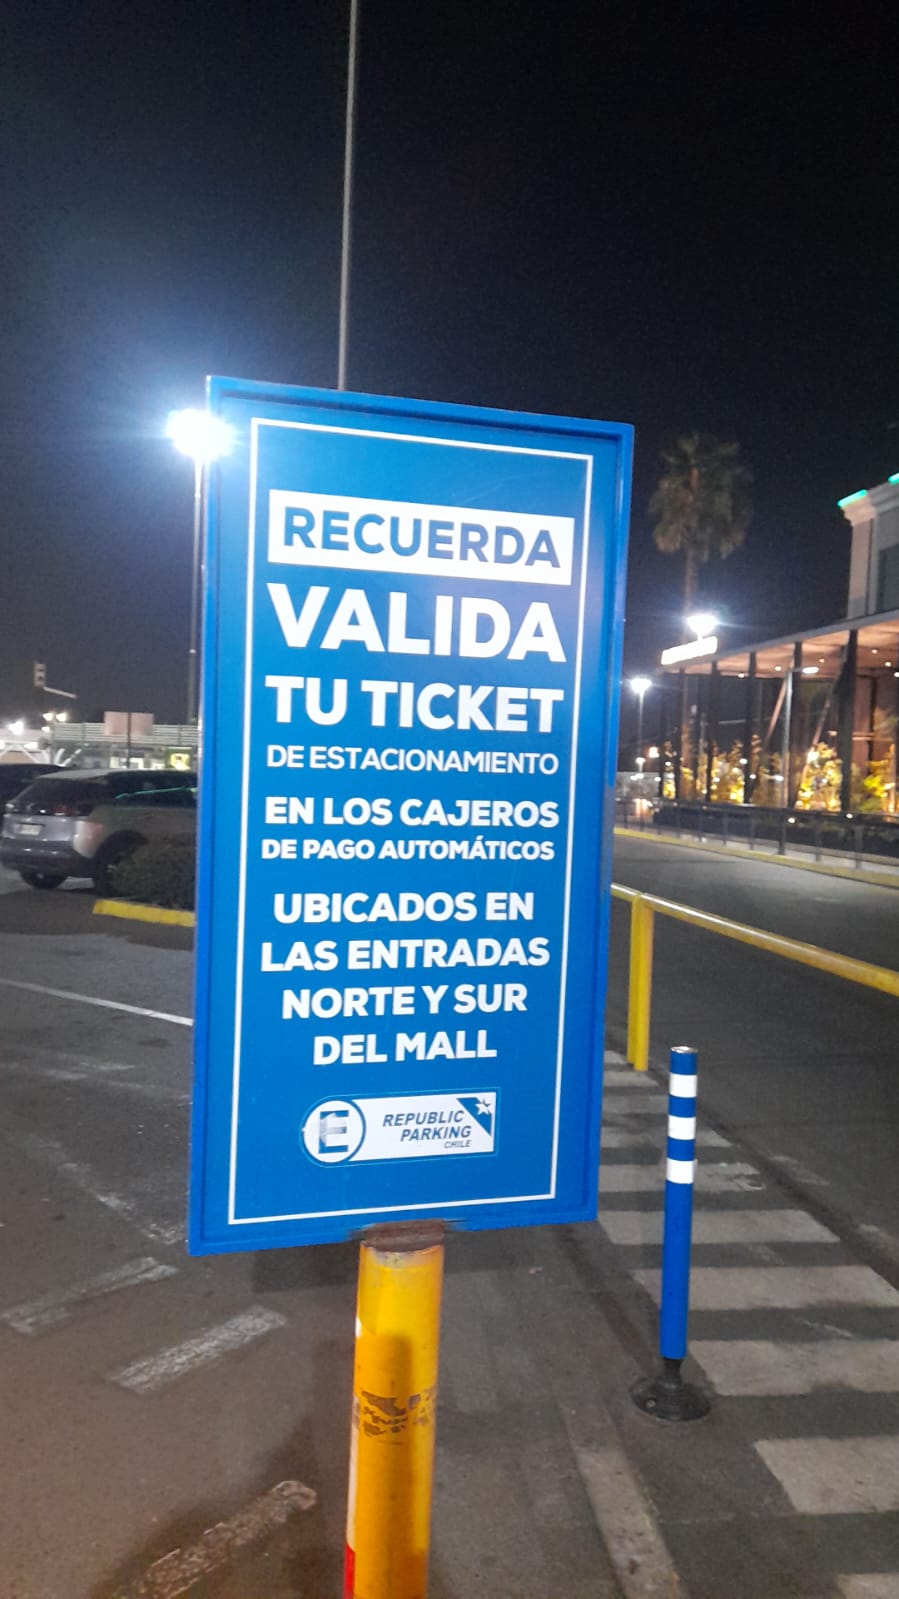 RECUERDA
VALIDA
TU TICKET
DE ESTACIONAMIENTO
EN LOS CAJEROS
DE PAGO AUTOMÁTICOS
UBICADOS EN
LAS ENTRADAS
NORTE Y SUR
DEL MALL
E
REPUBLIC
PARKING
CHILE